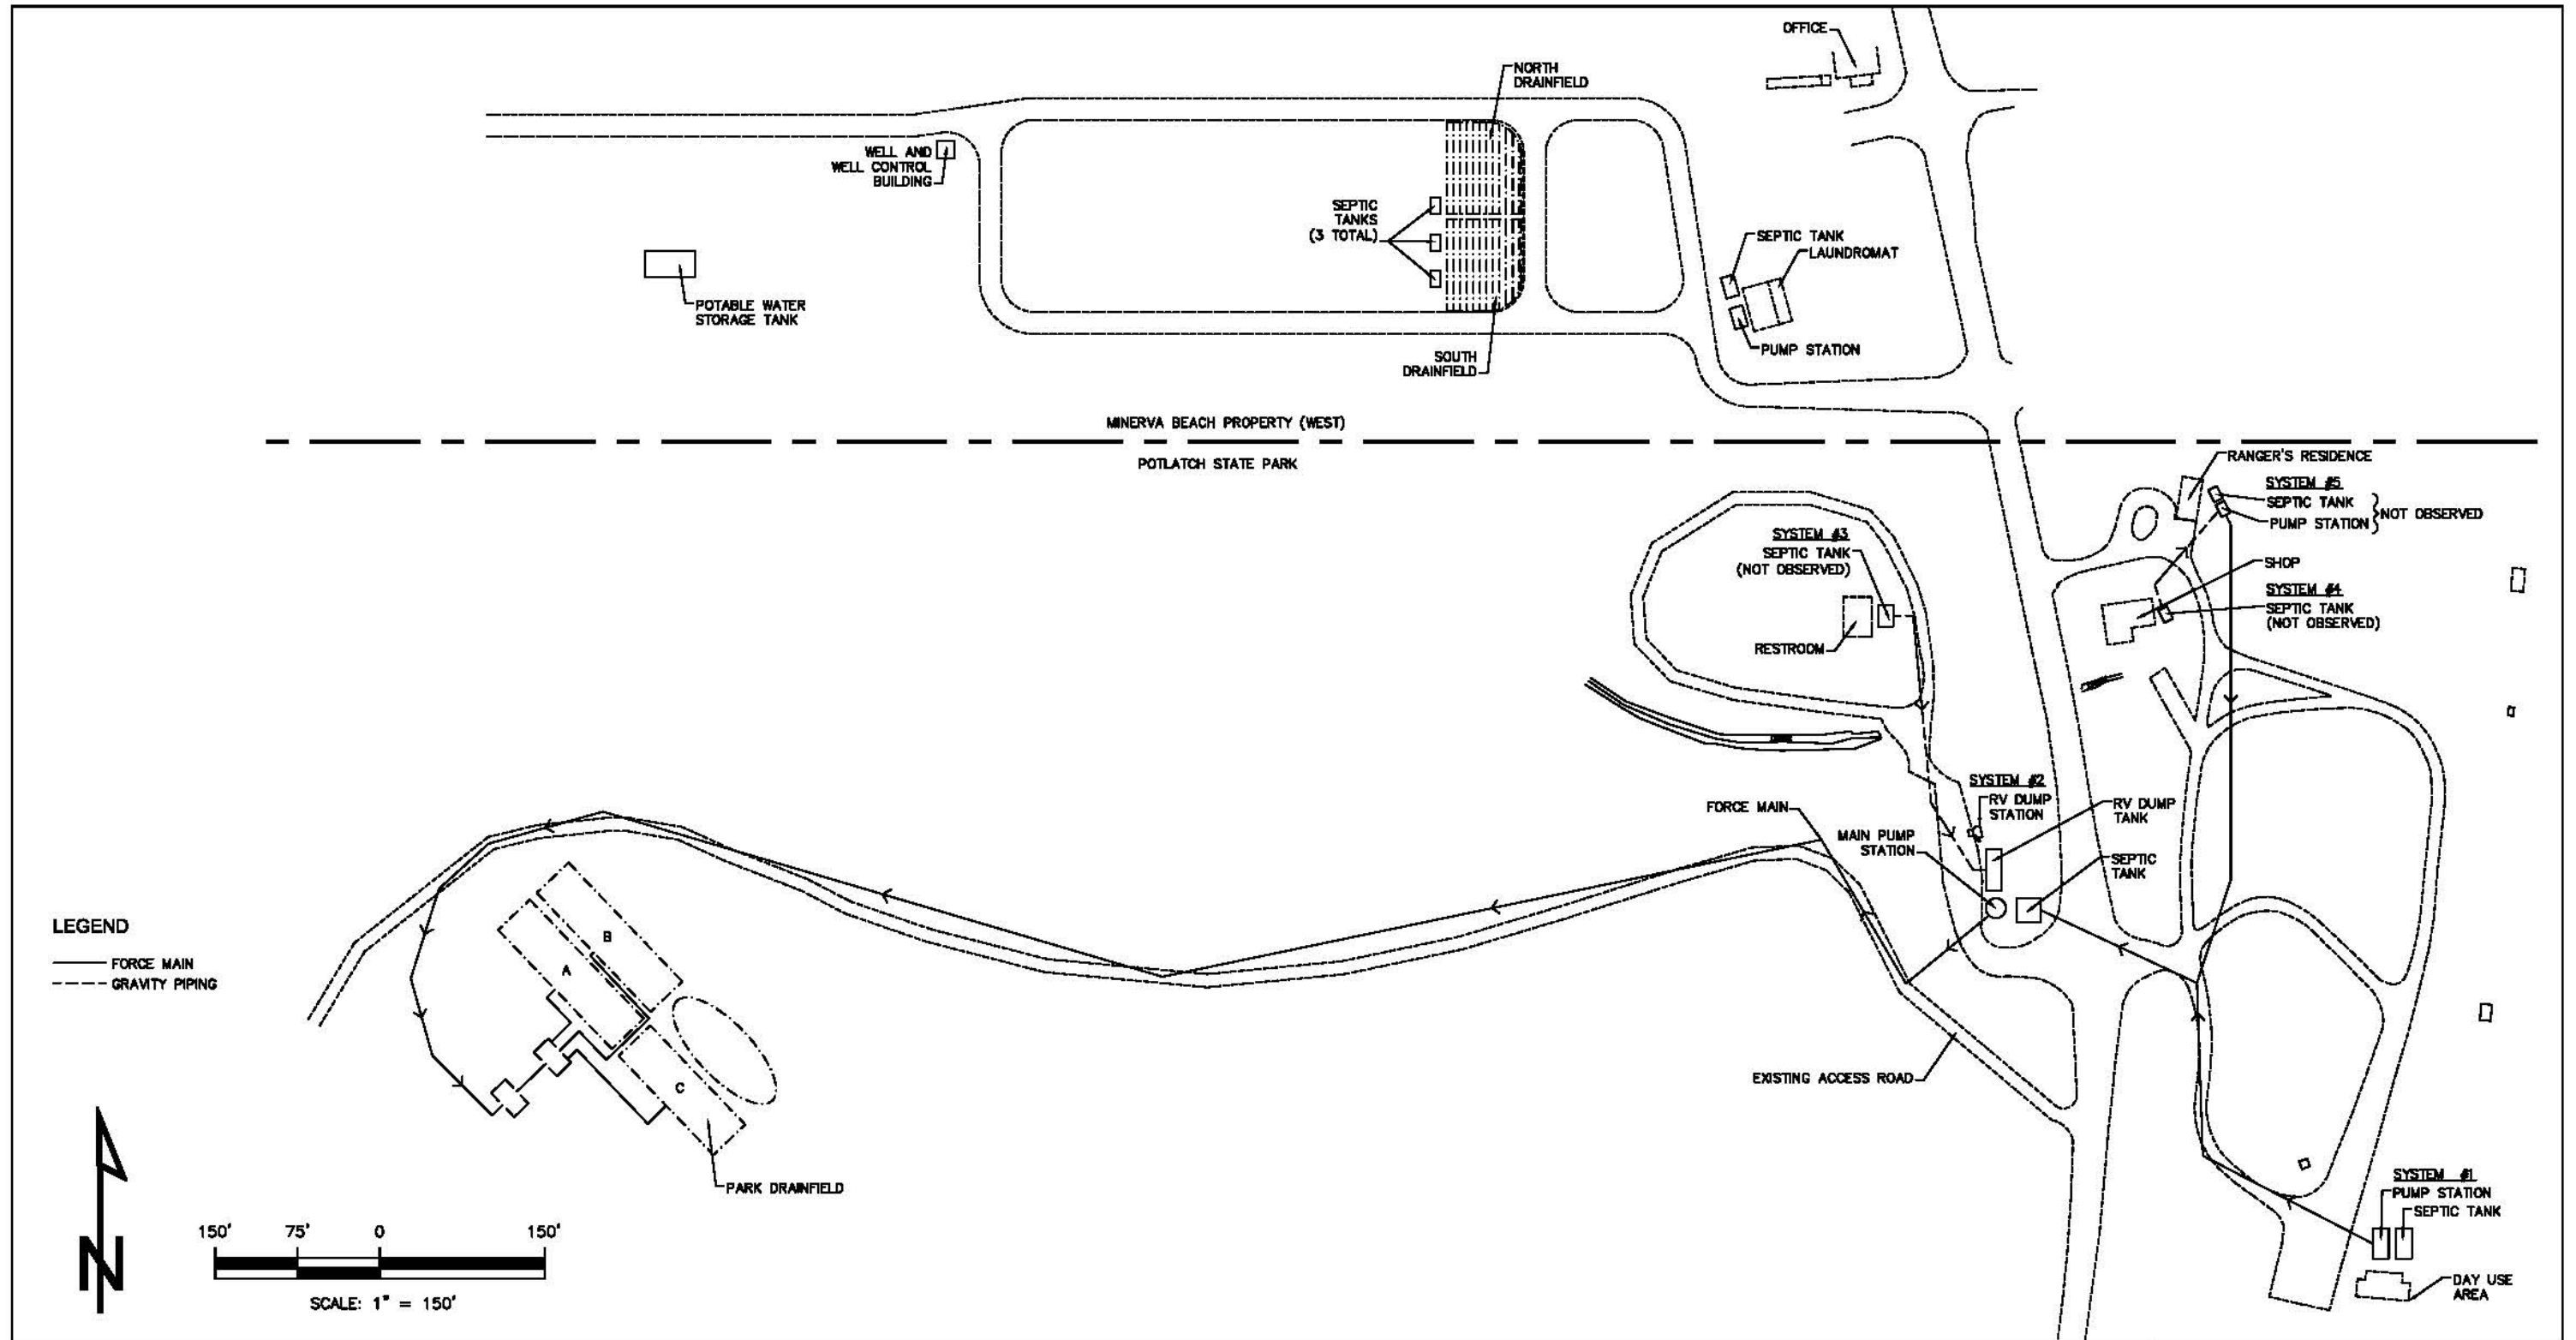 OFFICE
NORTH
DRAINFIELD
WELL AND
WELL CONTROL
BUILDING
SEPTIC
TANKS
(3 TOTAL)
SEPTIC TANK
LAUNDROMAT
POTABLE WATER
STORAGE TANK
PUMP STATION
SOUTH
DRAINFIELD
MINERVA BEACH PROPERTY (WEST)
POTLATCH STATE PARK
RANGER'S RESIDENCE
SYSTEM #5
SEPTIC TANK
PUMP STATION
NOT OBSERVED
SYSTEM #3
SEPTIC TANK
(NOT OBSERVED)
SHOP
SYSTEM #4
SEPTIC TANK
(NOT OBSERVED)
RESTROOM
SYSTEM #2
RV DUMP
STATION
RV DUMP
TANK
FORCE MAIN
MAIN PUMP
STATION
SEPTIC
TANK
LEGEND
FORCE MAIN
GRAVITY PIPING
B
A
C
EXISTING ACCESS ROAD
PARK DRAINFIELD
SYSTEM #1
PUMP STATION
SEPTIC TANK
DAY USE
AREA
N
150' 75' 0 150'
SCALE: 1" = 150'